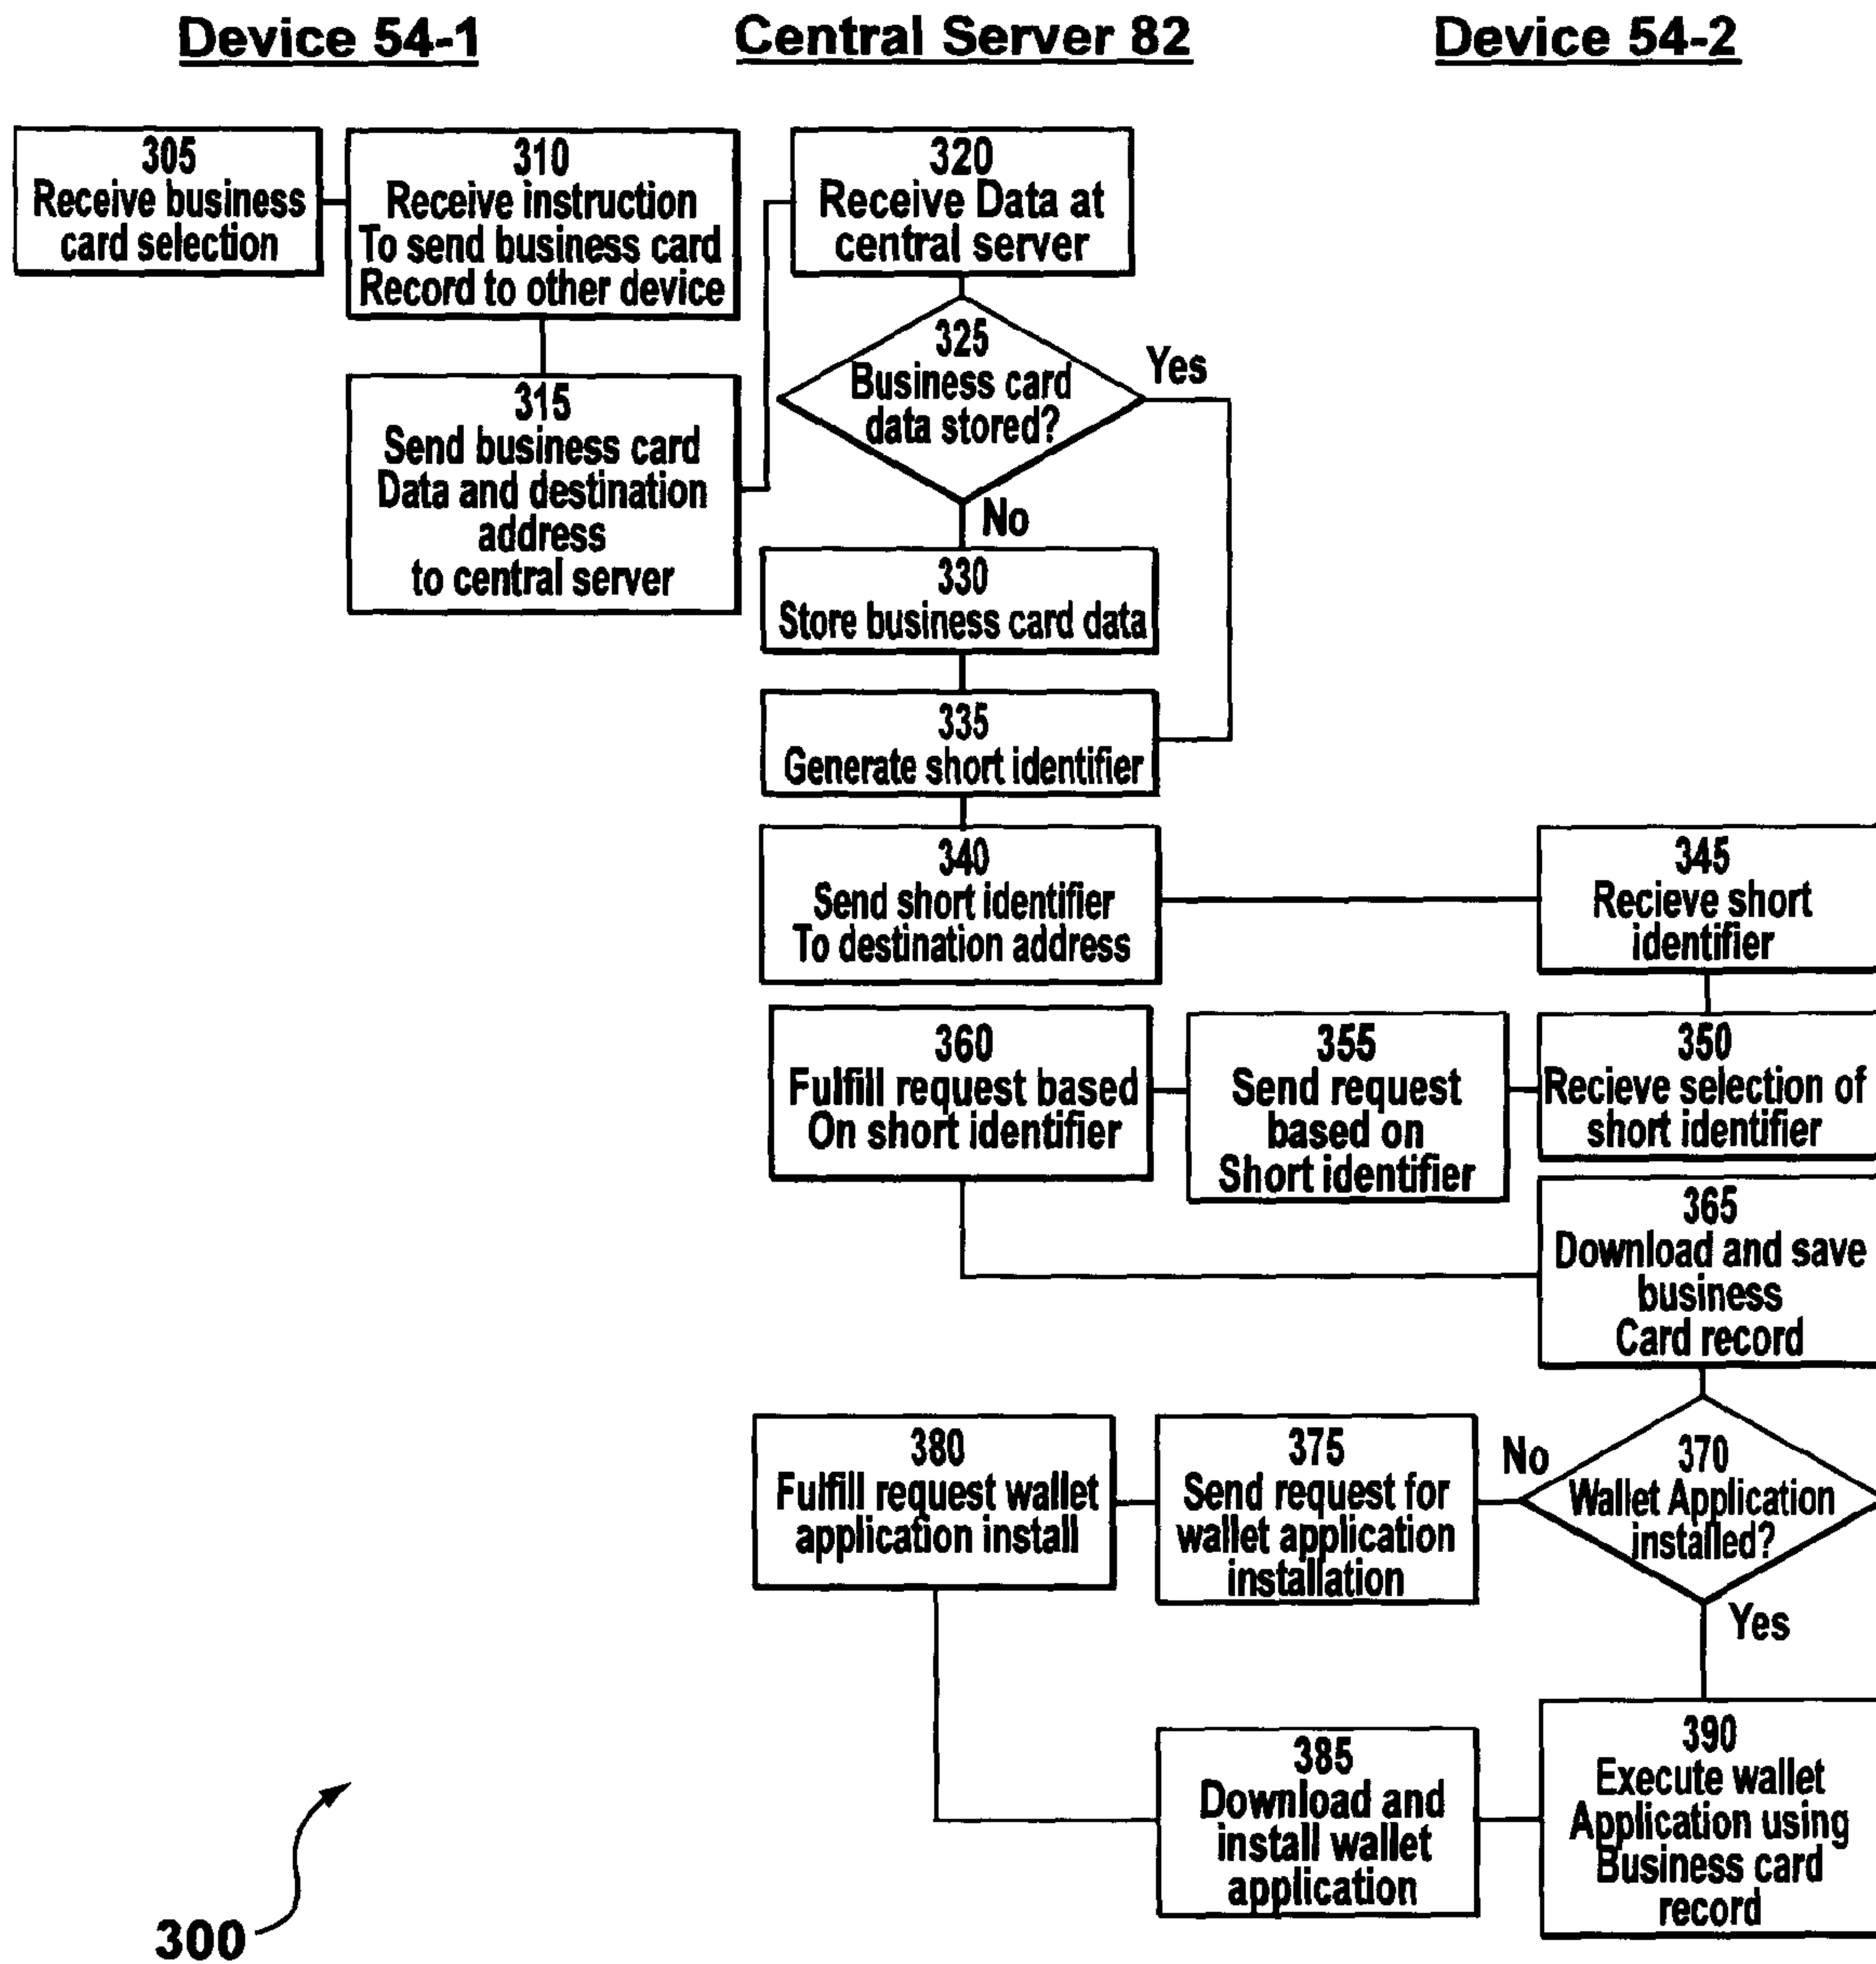 Device 54-1
Central Server 82
Device 54-2
305
Receive business
card selection
310
Receive instruction
To send business card
Record to other device
315
Send business card
Data and destination
address
to central server
320
Receive Data at
central server
325
Business card
data stored?
Yes
No
330
Store business card data
335
Generate short identifier
340
Send short identifier
To destination address
345
Recieve short
identifier
350
Recieve selection of
short identifier
355
Send request
based on
Short identifier
360
Fulfill request based
On short identifier
365
Download and save
business
Card record
370
Wallet Application
installed?
No
Yes
375
Send request for
wallet application
installation
380
Fulfill request wallet
application install
385
Download and
install wallet
application
390
Execute wallet
Application using
Business card
record
300